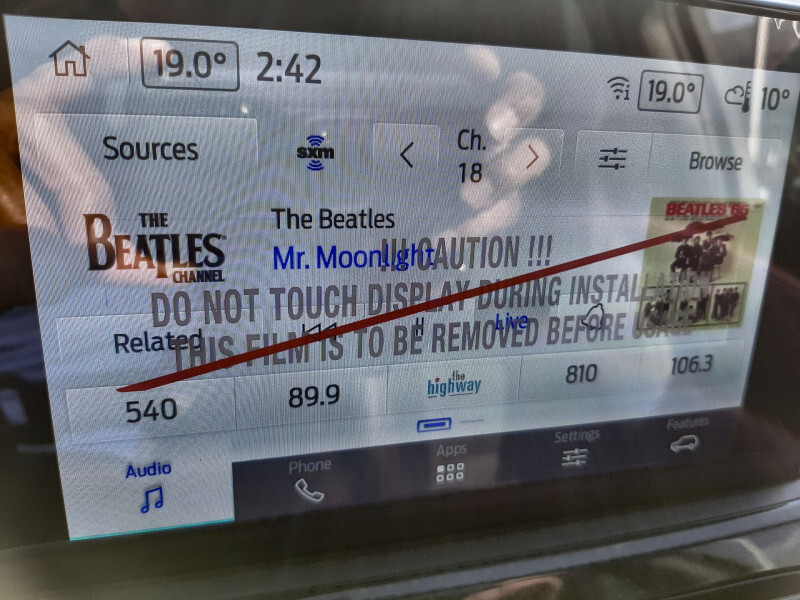 19.0° 2:42 19.0° 10°
Sources sxm Ch. 18 Browse
THE BEATLES CHANNEL
The Beatles
Mr. Moonlight
BEATLES '65
!!! CAUTION !!!
DO NOT TOUCH DISPLAY DURING INSTALLATION
THIS FILM IS TO BE REMOVED BEFORE USAGE
Related Live
540 89.9 the highway 810 106.3
Audio Phone Apps Settings Features